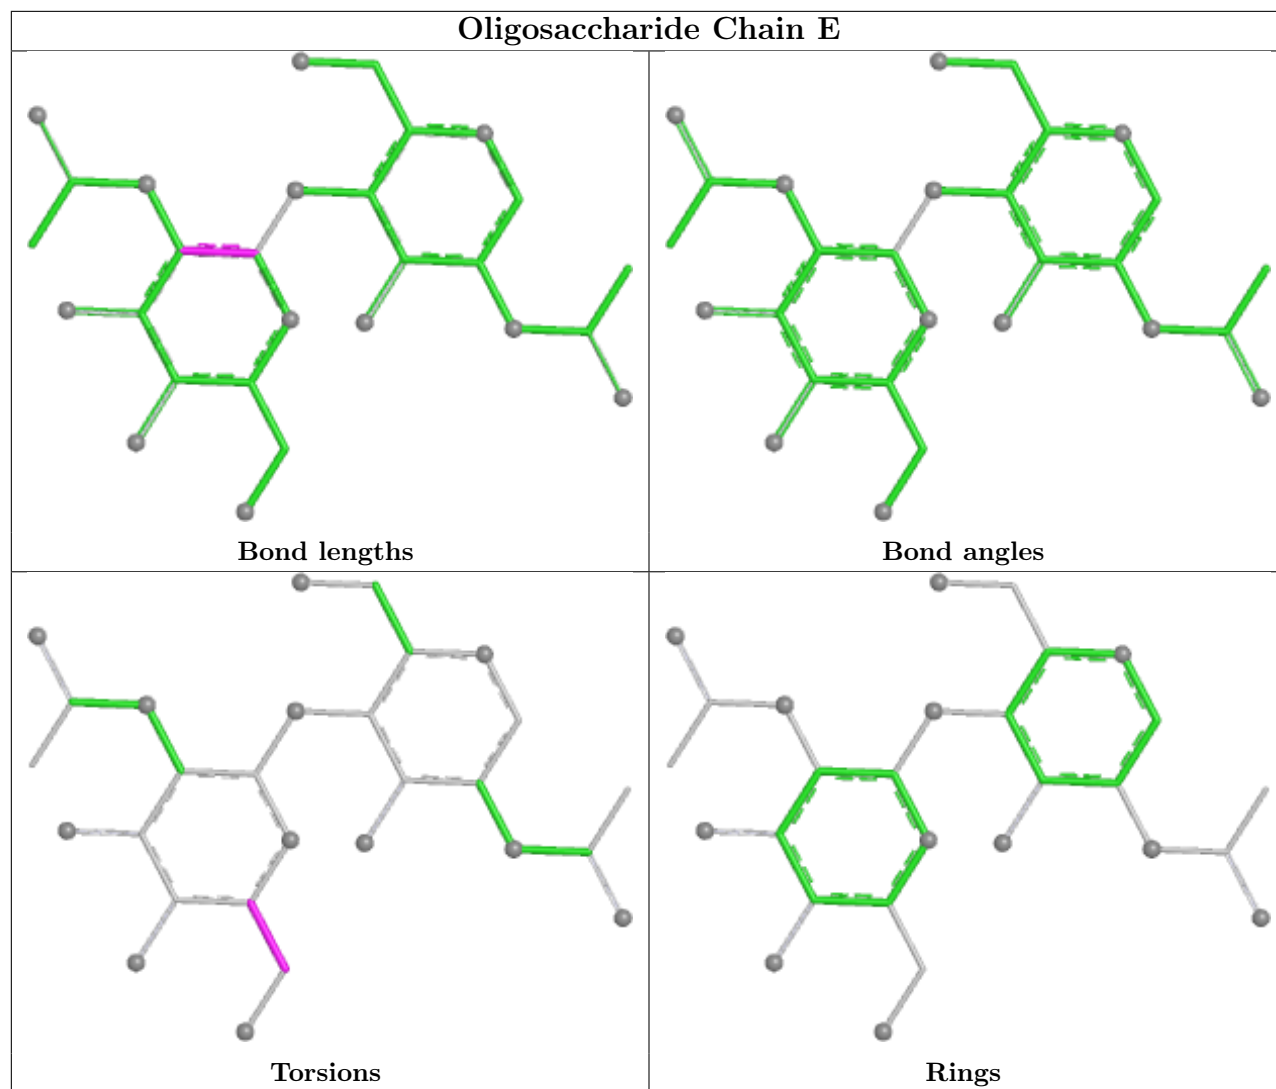 Oligosaccharide Chain E
Bond lengths
Bond angles
Torsions
Rings